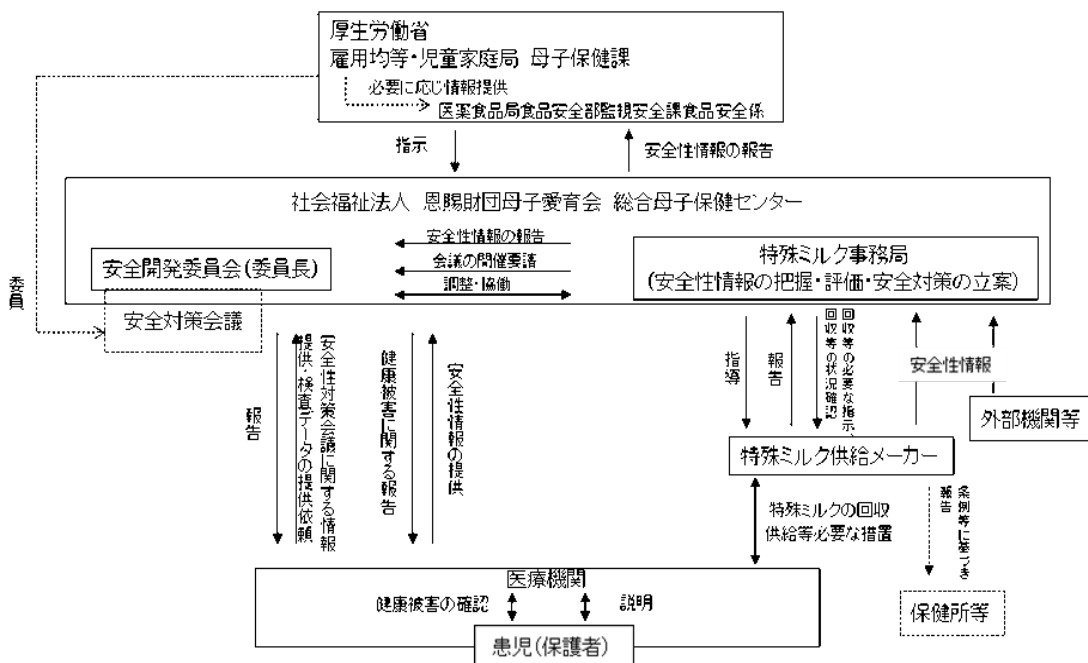 厚生労働省
雇用均等・児童家庭局 母子保健課
必要に応じ情報提供
医薬食品局食品安全部監視安全課食品安全係
指示
安全性情報の報告
社会福祉法人 恩賜財団母子愛育会 総合母子保健センター
安全性情報の報告
会議の開催要請
調整・協働
安全開発委員会(委員長)
特殊ミルク事務局
(安全性情報の把握・評価・安全対策の立案)
安全対策会議
委員
報告
安全性対策会議に関する情報
提供・検査データの提供依頼
健康被害に関する報告
安全性情報の提供
指導
報告
回収等の必要な指示、
回収等の状況確認
安全性情報
外部機関等
特殊ミルク供給メーカー
特殊ミルクの回収
供給等必要な措置
条例等に基づき
報告
保健所等
医療機関
健康被害の確認
説明
患児(保護者)